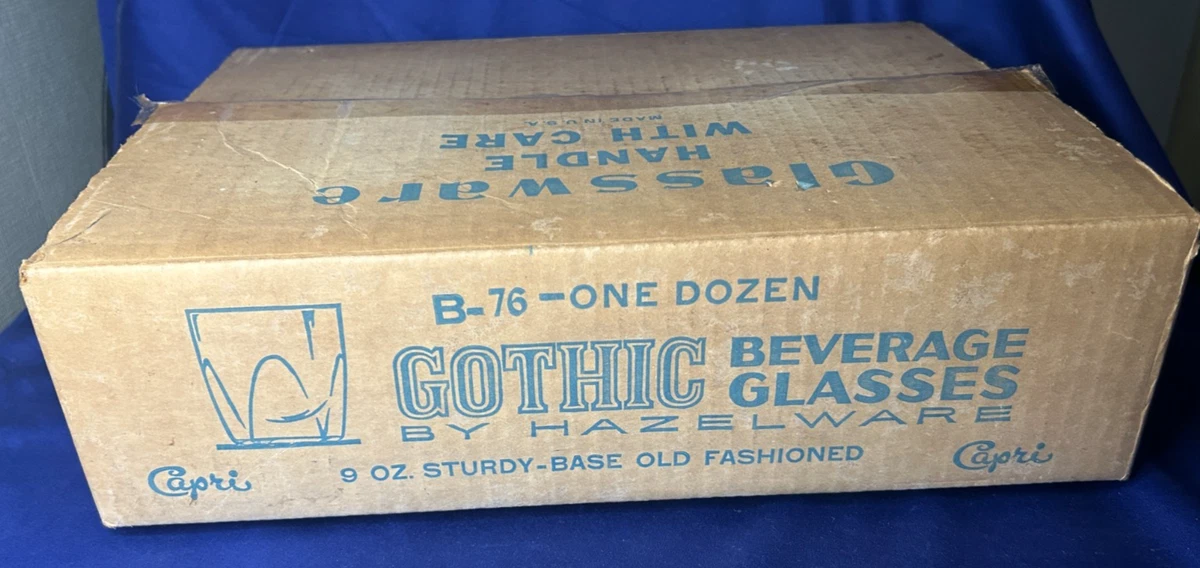 Glassware
HANDLE
WITH CARE
MADE IN U.S.A.
B-76-ONE DOZEN
GOTHIC BEVERAGE GLASSES
BY HAZELWARE
Capri
9 OZ. STURDY-BASE OLD FASHIONED
Capri